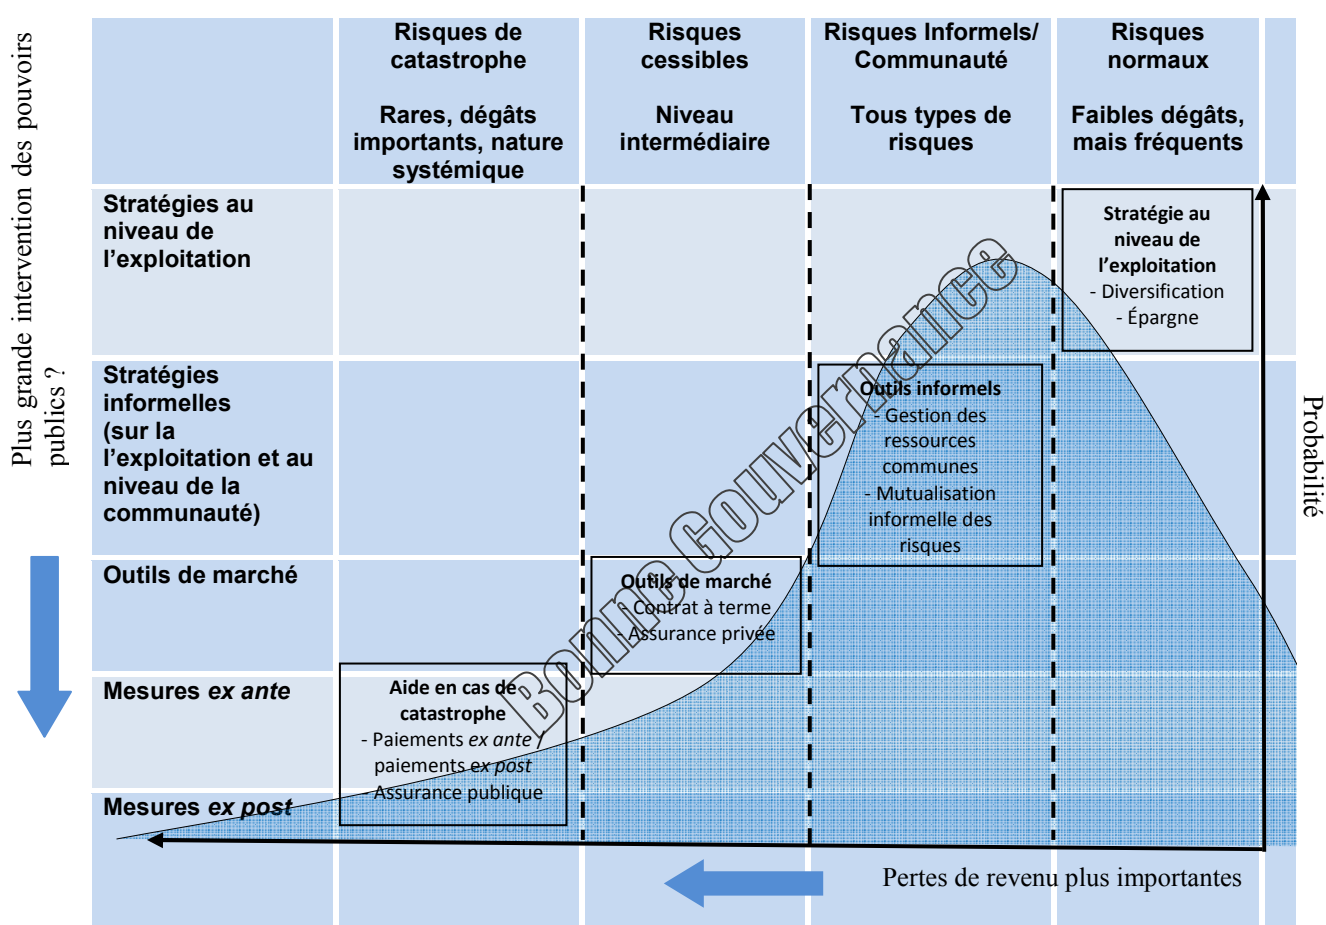 Plus grande intervention des pouvoirs
publics ?
Risques de
catastrophe
Rares, dégâts
importants, nature
systémique
Risques
cessibles
Niveau
intermédiaire
Risques Informels/
Communauté
Tous types de
risques
Risques
normaux
Faibles dégâts,
mais fréquents
Stratégies au
niveau de
l’exploitation
Stratégie au
niveau de
l’exploitation
- Diversification
- Épargne
Stratégies
informelles
(sur la
l’exploitation et au
niveau de la
communauté)
Outils informels
- Gestion des
ressources
communes
- Mutualisation
informelle des
risques
Outils de marché
Outils de marché
- Contrat à terme
- Assurance privée
Mesures ex ante
Aide en cas de
catastrophe
- Paiements ex ante /
paiements ex post
- Assurance publique
Mesures ex post
Bonne Gouvernance
Probabilité
Pertes de revenu plus importantes